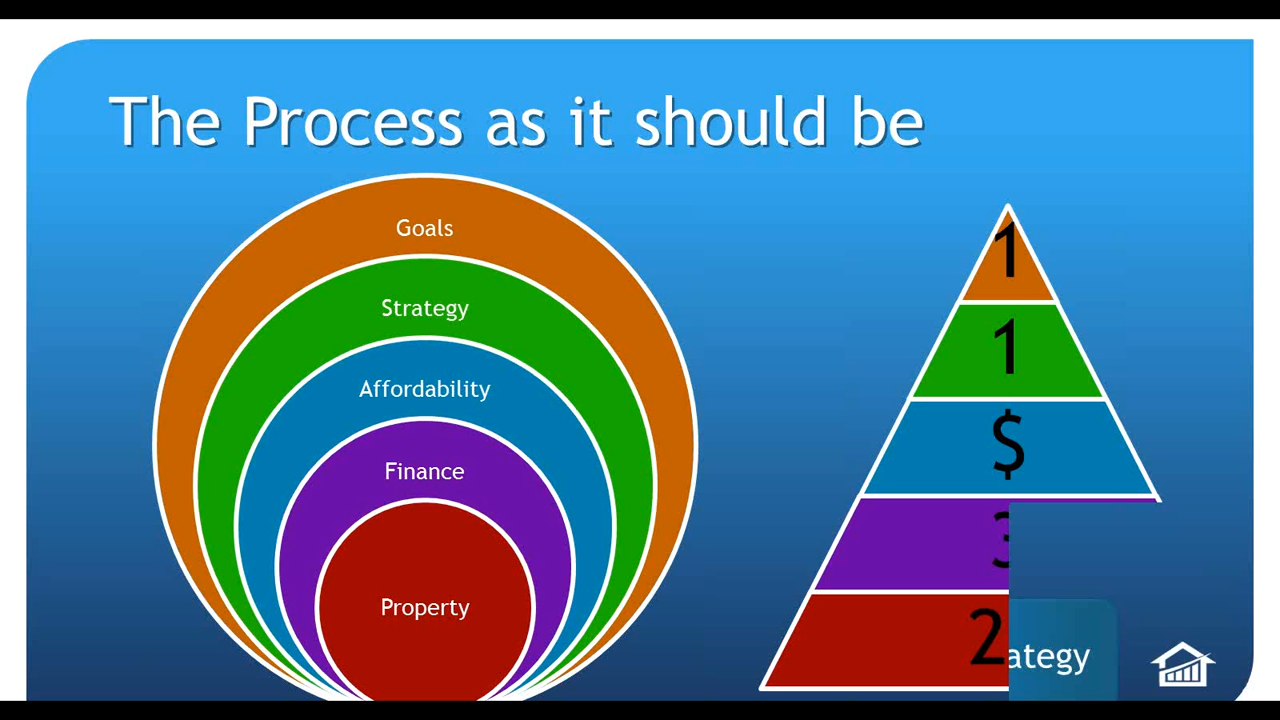 The Process as it should be
Goals
Strategy
Affordability
Finance
Property
1
1
$
3
2
ategy